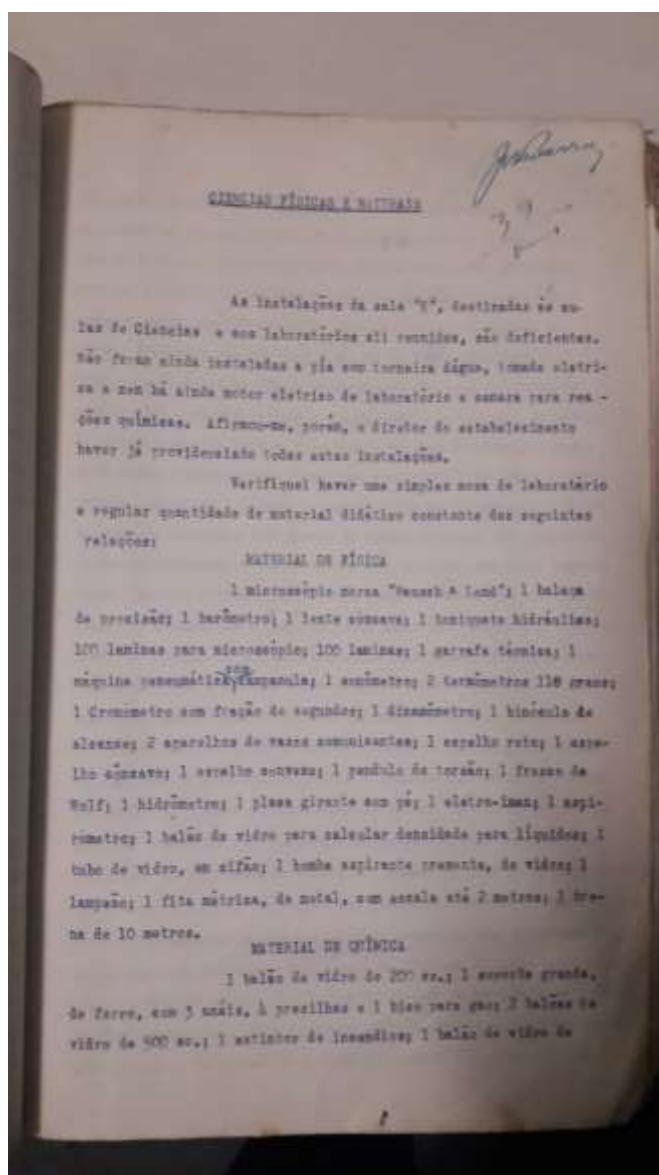 CIENCIAS FÍSICAS E NATURAIS
As instalações da sala "E", destinadas às au-
las de Ciencias e aos laboratórios ali reunidos, são deficientes.
não foram ainda instaladas a pia com torneira dágua, tomada eletri-
ca e nem há ainda motor eletrico de laboratório e camara para rea -
ções químicas. Afirmou-me, porém, o diretor do estabelecimento
haver já providenciado todas estas instalações.
Verifiquei haver uma simples mesa de laboratório
e regular quantidade de material didático constante das seguintes
relações:
MATERIAL DE FÍSICA
1 microscópio marca 1 balaça
de precisão; 1 barômetro; 1 lente concava; 1 torniquete hidráulico;
100 laminas para microscópio; 100 laminas; 1 garrafa térmica; 1
máquina pneumática com campanula; 1 sonômetro; 2 termômetros 110 graus;
1 Cronômetro com fração de segundos; 1 dinamômetro; 1 binóculo de
alcance; 2 aparelhos de vasos comunicantes; 1 espelho reto; 1 espe-
lho concavo; 1 espelho convexo; 1 pendulo de torsão; 1 frasco de
Wolf; 1 hidrômetro; 1 placa girante com pé; 1 eletro-iman; 1 espi-
rometro; 1 balão de vidro para calcular densidade para líquidos; 1
tubo de vidro, em sifão; 1 bomba aspirante premente, de vidro; 1
lampeão; 1 fita métrica, de metal, com escala até 2 metros; 1 tre-
na de 10 metros.
MATERIAL DE QUÍMICA
1 balão de vidro de 200 cc.; 1 suporte grande,
de ferro, com 3 anéis, presilhas e 1 bico para gaz; 2 balões de
vidro de 500 cc.; 1 extintor de incendios; 1 balão de vidro de